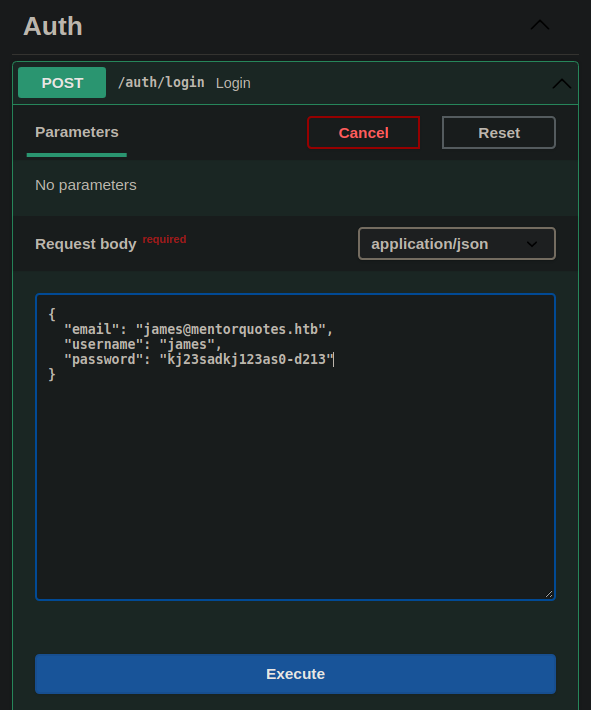 Auth
POST /auth/login Login
Parameters Cancel Reset
No parameters
Request body required application/json
{
  "email": "james@mentorquotes.htb",
  "username": "james",
  "password": "kj23sadkj123as0-d213"
}
Execute